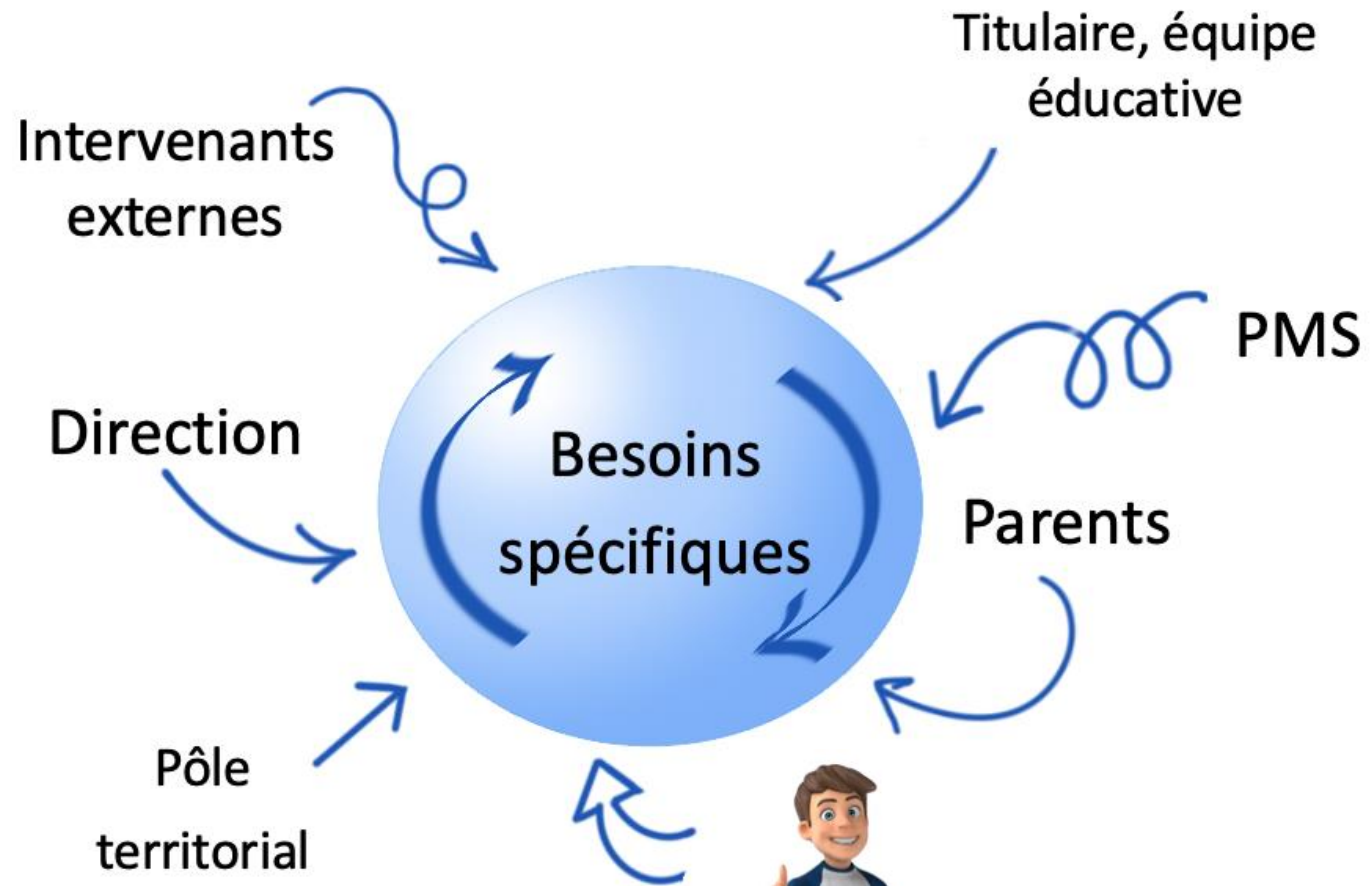 Titulaire, équipe
éducative
Intervenants
externes
PMS
Direction
Besoins
spécifiques
Parents
Pôle
territorial